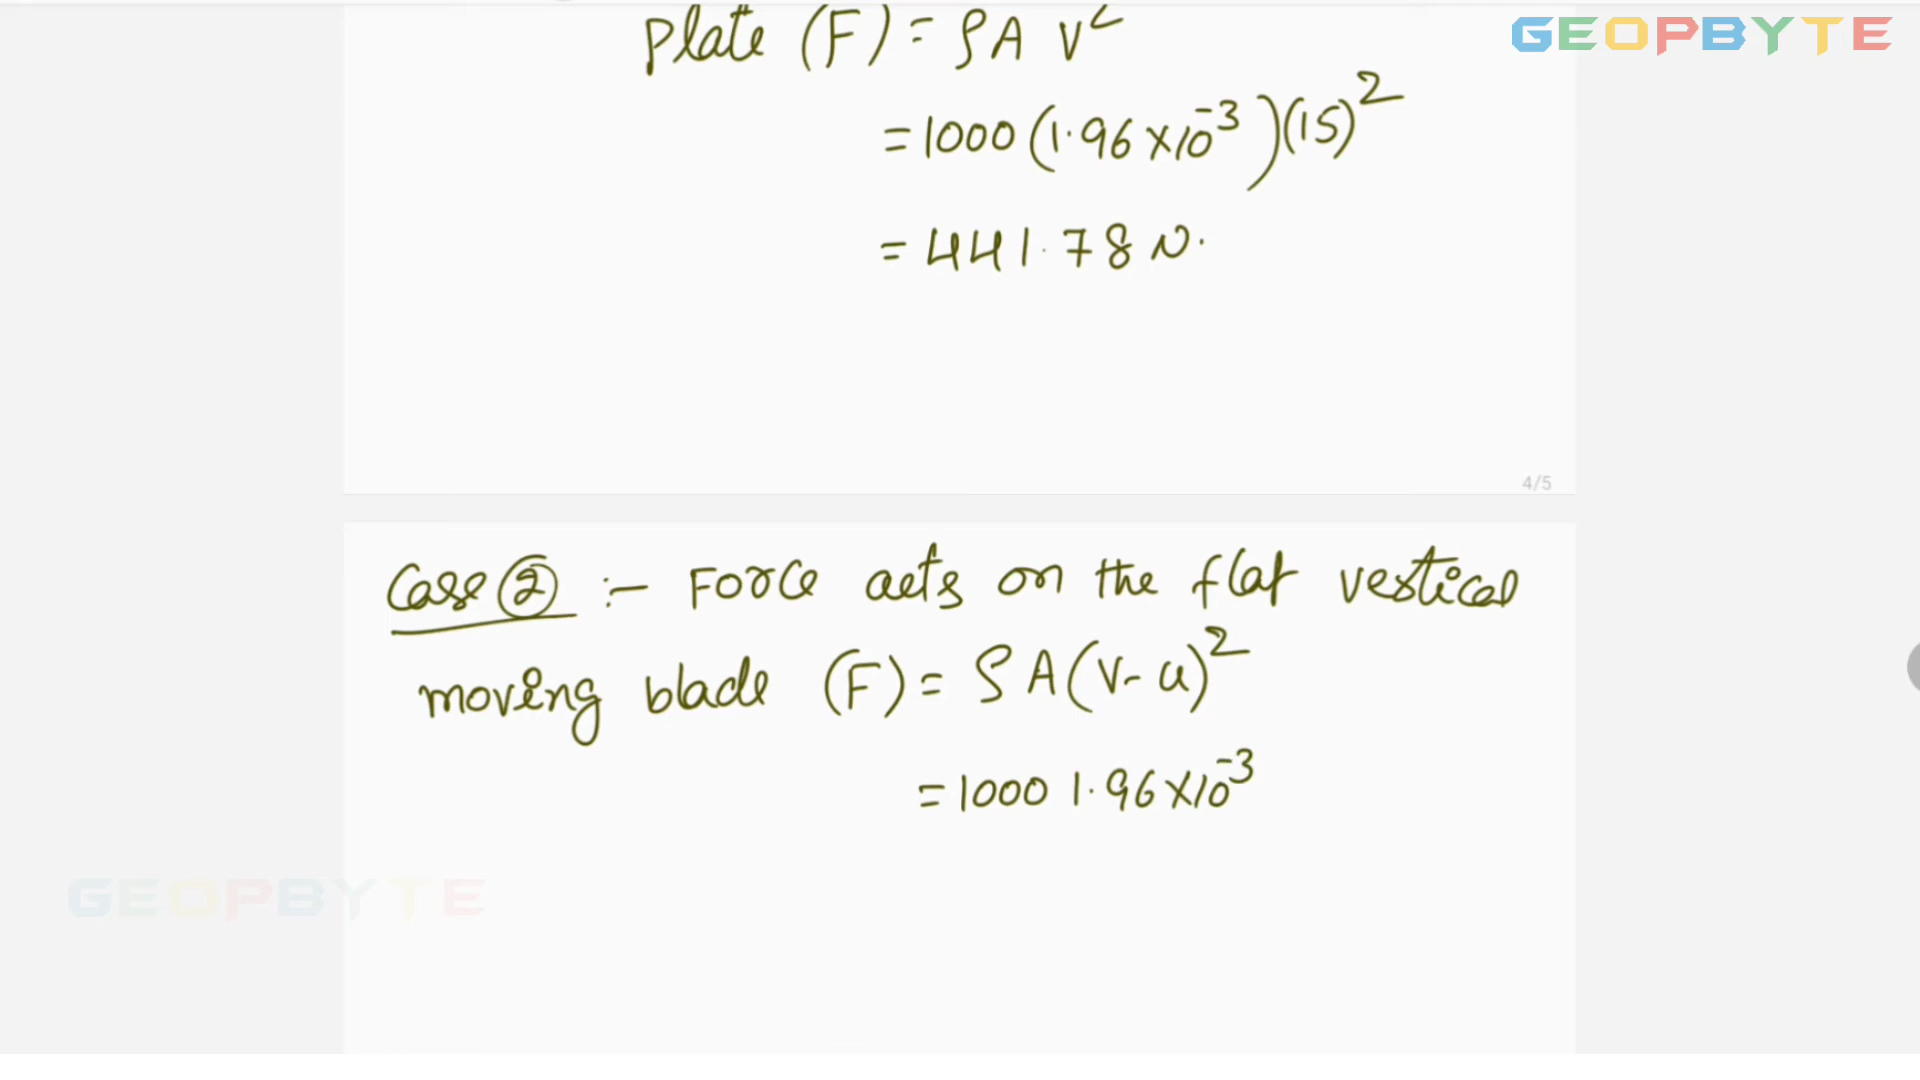 GEOPBYTE
Plate (F) = ρA v²
= 1000 (1.96 × 10⁻³)(15)²
= 441.78 N.
4/5
Case ② :- Force acts on the flat vertical
moving blade (F) = ρA(v-u)²
= 1000 1.96 × 10⁻³
GEOPBYTE